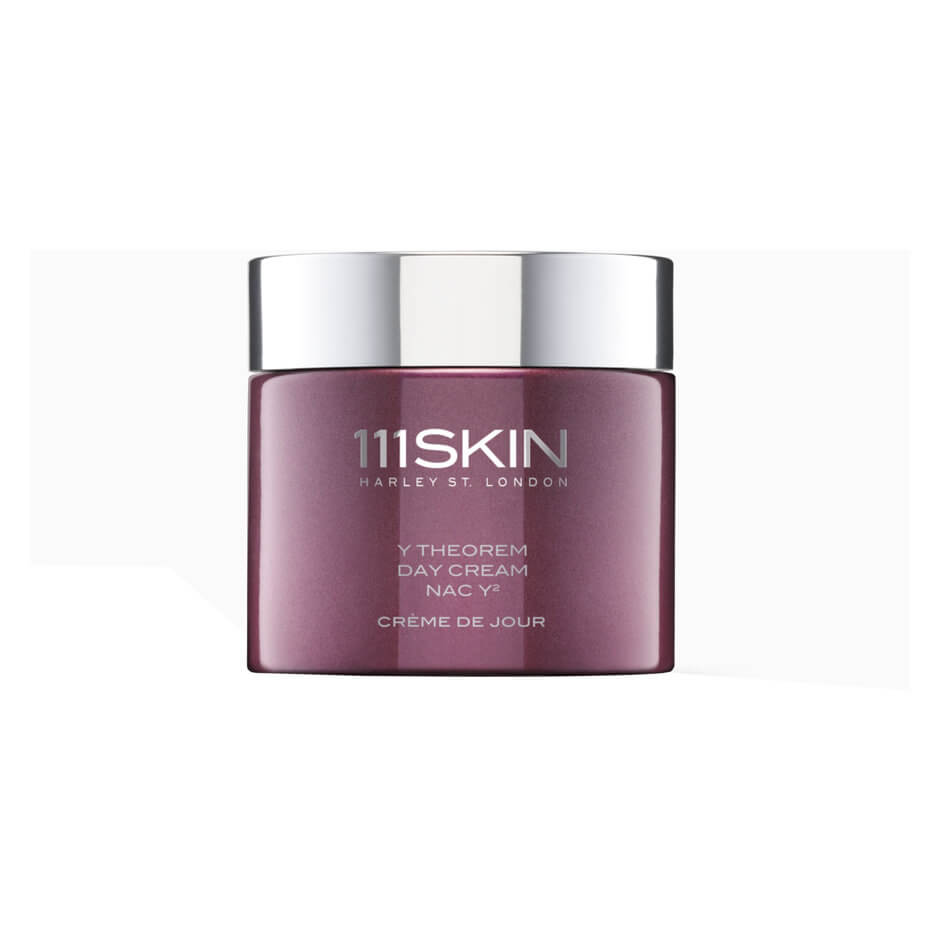 111SKIN
HARLEY ST. LONDON
Y THEOREM
DAY CREAM
NAC Y²
CRÈME DE JOUR